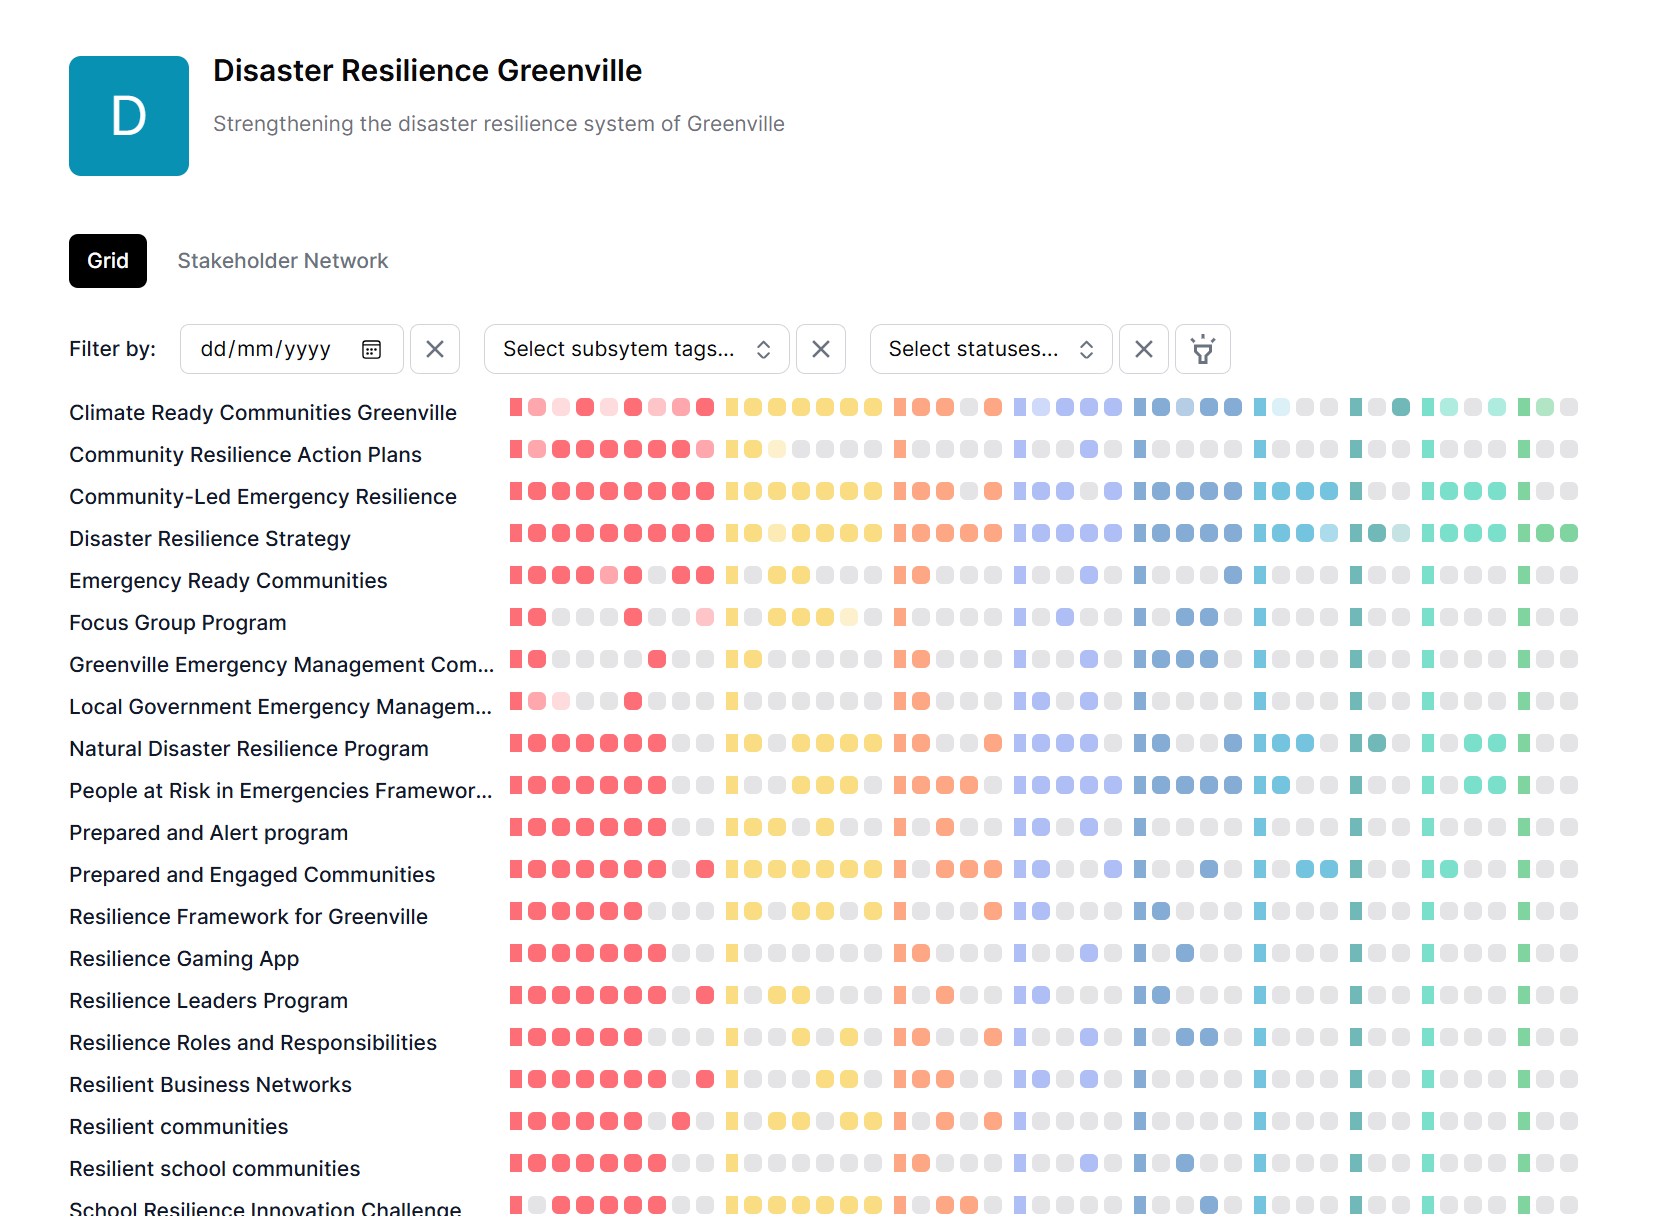 D
Disaster Resilience Greenville
Strengthening the disaster resilience system of Greenville
Grid
Stakeholder Network
Filter by:
dd/mm/yyyy
Select subsytem tags...
Select statuses...
Climate Ready Communities Greenville
Community Resilience Action Plans
Community-Led Emergency Resilience
Disaster Resilience Strategy
Emergency Ready Communities
Focus Group Program
Greenville Emergency Management Com...
Local Government Emergency Managem...
Natural Disaster Resilience Program
People at Risk in Emergencies Framewor...
Prepared and Alert program
Prepared and Engaged Communities
Resilience Framework for Greenville
Resilience Gaming App
Resilience Leaders Program
Resilience Roles and Responsibilities
Resilient Business Networks
Resilient communities
Resilient school communities
School Resilience Innovation Challenge